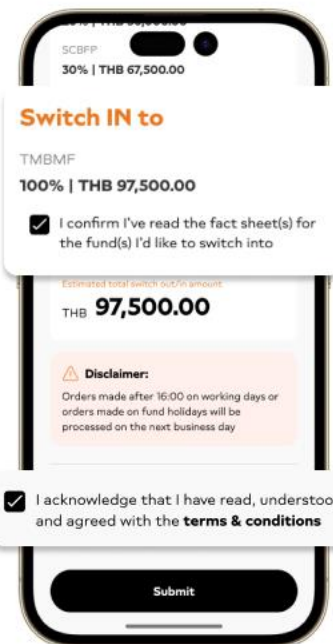 SCBFP
30% | THB 67,500.00
Switch IN to
TMBMF
100% | THB 97,500.00
I confirm I've read the fact sheet(s) for
the fund(s) I'd like to switch into
Estimated total switch out/in amount
THB 97,500.00
Disclaimer:
Orders made after 16:00 on working days or
orders made on fund holidays will be
processed on the next business day
I acknowledge that I have read, understoo
and agreed with the terms & conditions
Submit